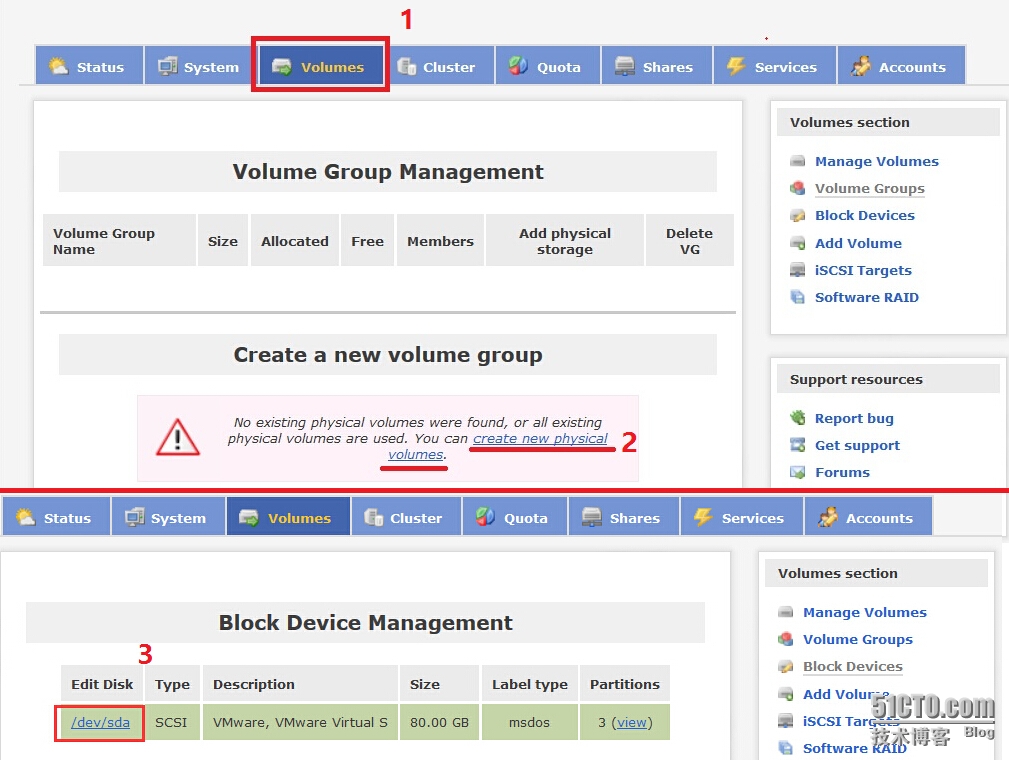 1
Status System Volumes Cluster Quota Shares Services Accounts
Volume Group Management
Volume Group Name Size Allocated Free Members Add physical storage Delete VG
Create a new volume group
No existing physical volumes were found, or all existing
physical volumes are used. You can create new physical
volumes.
2
Volumes section
Manage Volumes
Volume Groups
Block Devices
Add Volume
iSCSI Targets
Software RAID
Support resources
Report bug
Get support
Forums
Status System Volumes Cluster Quota Shares Services Accounts
Block Device Management
3
Edit Disk Type Description Size Label type Partitions
/dev/sda SCSI VMware, VMware Virtual S 80.00 GB msdos 3 (view)
Volumes section
Manage Volumes
Volume Groups
Block Devices
Add Volume
iSCSI Targets
Software RAID
51CTO.com
技术博客 Blog